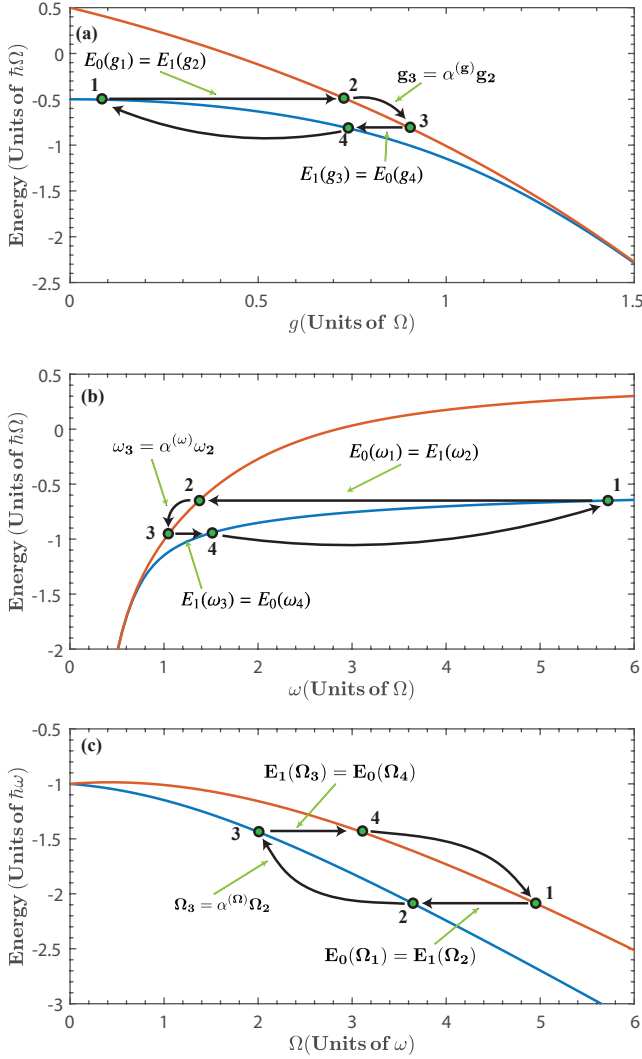 (a)
0.5
0
-0.5
-1
-1.5
-2
-2.5
Energy (Units of ħΩ)
1
E₀(g₁) = E₁(g₂)
2
g₃ = α⁽ᵍ⁾g₂
3
4
E₁(g₃) = E₀(g₄)
0
0.5
1
1.5
g(Units of Ω)
(b)
0.5
0
-0.5
-1
-1.5
-2
Energy (Units of ħΩ)
ω₃ = α⁽ω⁾ω₂
E₀(ω₁) = E₁(ω₂)
2
1
3
4
E₁(ω₃) = E₀(ω₄)
0
1
2
3
4
5
6
ω(Units of Ω)
(c)
-0.5
-1
-1.5
-2
-2.5
-3
Energy (Units of ħω)
E₁(Ω₃) = E₀(Ω₄)
3
4
1
2
Ω₃ = α⁽Ω⁾Ω₂
E₀(Ω₁) = E₁(Ω₂)
0
1
2
3
4
5
6
Ω(Units of ω)